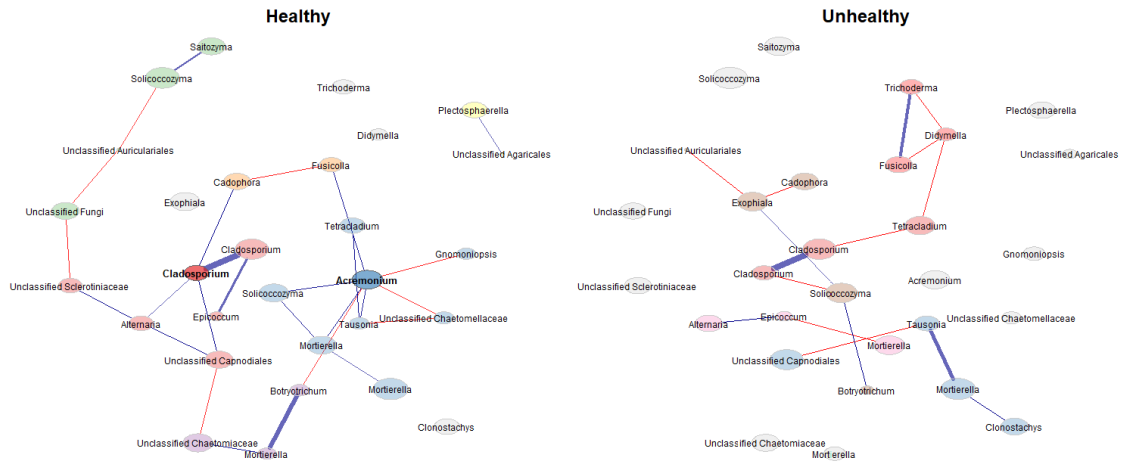 Healthy
Saitozyma
Solicoccozyma
Trichoderma
Plectosphaerella
Didymella
Unclassified Auriculariales
Unclassified Agaricales
Fusicolla
Cadophora
Exophiala
Unclassified Fungi
Tetracladium
Cladosporium
Gnomoniopsis
Cladosporium
Acremonium
Unclassified Sclerotiniaceae
Solicoccozyma
Epicoccum
Unclassified Chaetomellaceae
Alternaria
Tausonia
Mortierella
Unclassified Capnodiales
Botryotrichum
Mortierella
Clonostachys
Unclassified Chaetomiaceae
Mortierella
Unhealthy
Saitozyma
Solicoccozyma
Trichoderma
Plectosphaerella
Didymella
Unclassified Auriculariales
Unclassified Agaricales
Fusicolla
Cadophora
Exophiala
Unclassified Fungi
Tetracladium
Cladosporium
Gnomoniopsis
Cladosporium
Acremonium
Unclassified Sclerotiniaceae
Solicoccozyma
Epicoccum
Unclassified Chaetomellaceae
Alternaria
Tausonia
Mortierella
Unclassified Capnodiales
Botryotrichum
Mortierella
Clonostachys
Unclassified Chaetomiaceae
Mortierella